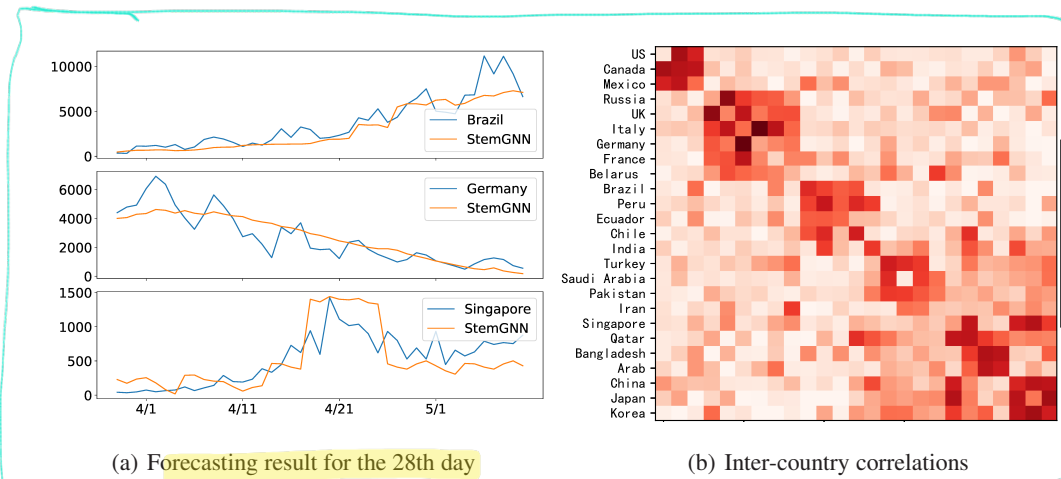 10000
5000
0
Brazil
StemGNN
6000
4000
2000
0
Germany
StemGNN
1500
1000
500
0
Singapore
StemGNN
4/1 4/11 4/21 5/1
(a) Forecasting result for the 28th day
US
Canada
Mexico
Russia
UK
Italy
Germany
France
Belarus
Brazil
Peru
Ecuador
Chile
India
Turkey
Saudi Arabia
Pakistan
Iran
Singapore
Qatar
Bangladesh
Arab
China
Japan
Korea
(b) Inter-country correlations